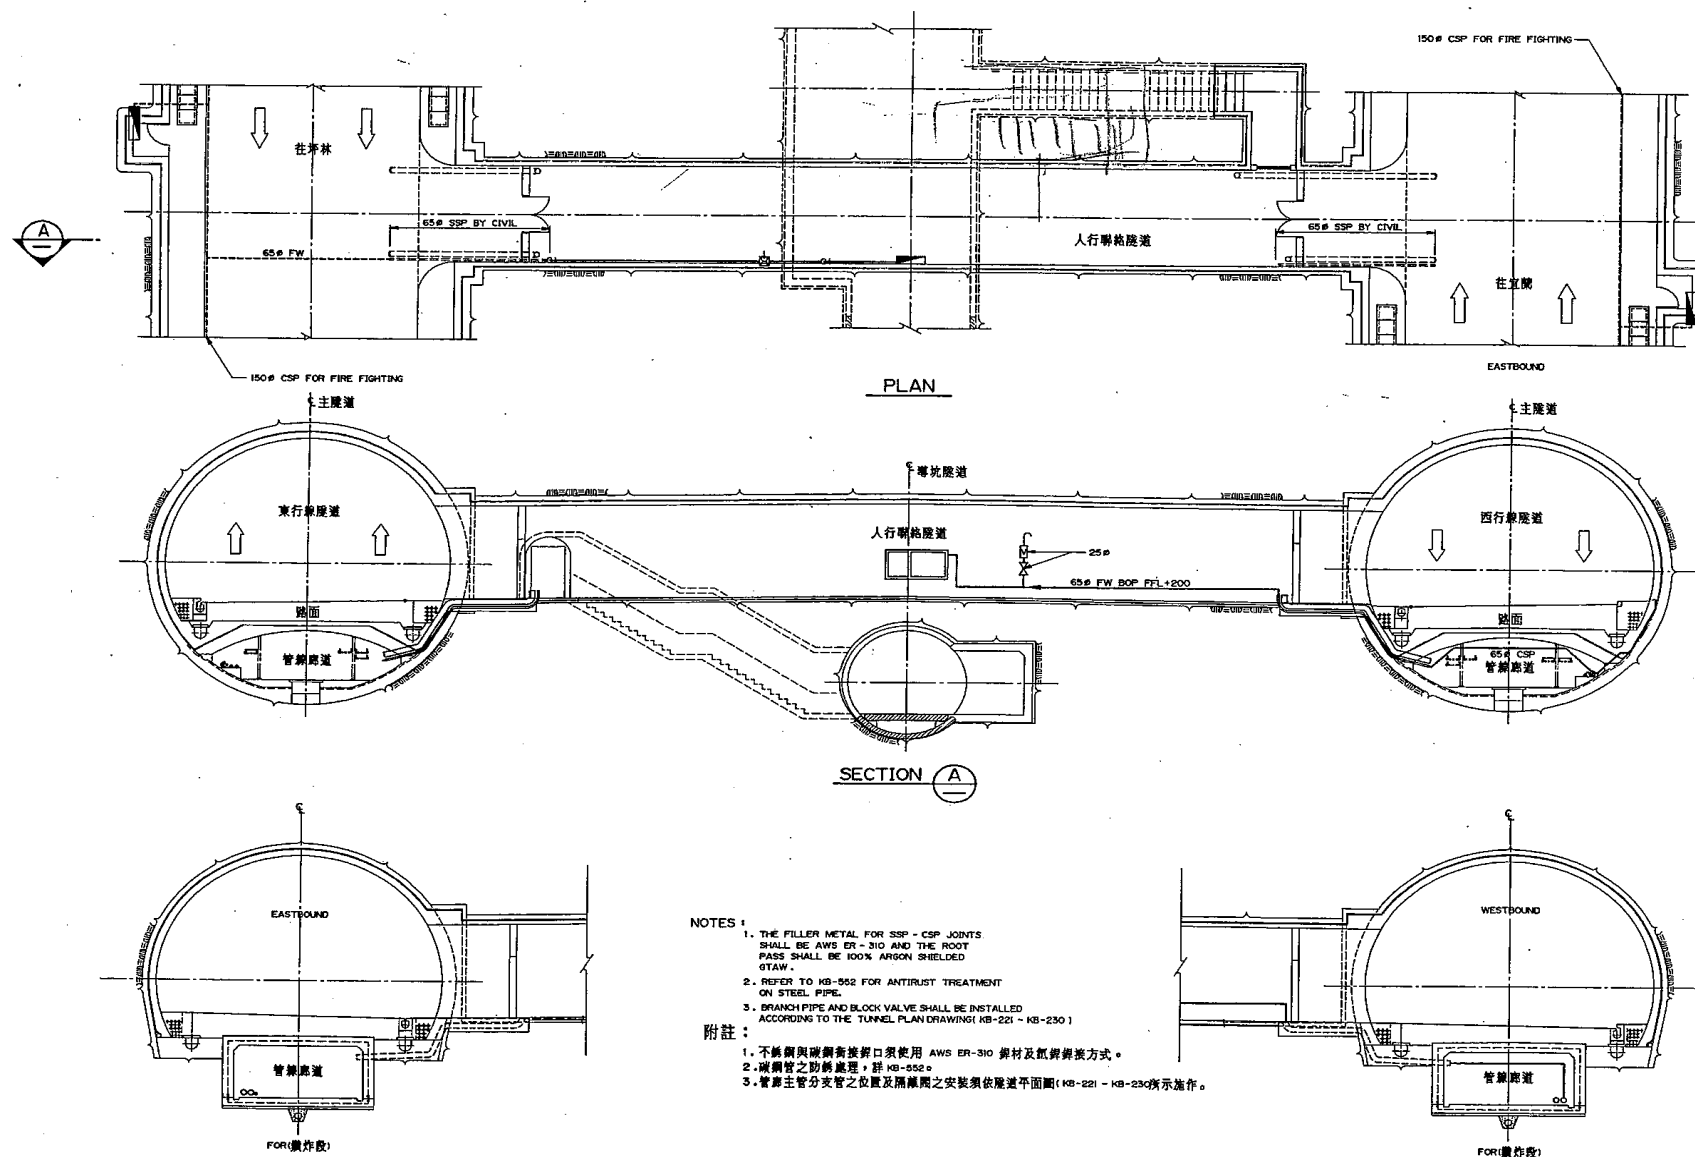 150ø CSP FOR FIRE FIGHTING
往坪林
A
65ø SSP BY CIVIL
65ø FW
人行聯絡隧道
65ø SSP BY CIVIL
往宜蘭
150ø CSP FOR FIRE FIGHTING
EASTBOUND
PLAN
℄主隧道
℄主隧道
℄導坑隧道
東行線隧道
人行聯絡隧道
西行線隧道
M
25ø
65ø FW BOP FFL+200
路面
路面
管線廊道
65ø CSP
管線廊道
SECTION A
℄
℄
EASTBOUND
WESTBOUND
NOTES :
1. THE FILLER METAL FOR SSP - CSP JOINTS
SHALL BE AWS ER - 310 AND THE ROOT
PASS SHALL BE 100% ARGON SHIELDED
GTAW.
2. REFER TO KB-552 FOR ANTIRUST TREATMENT
ON STEEL PIPE.
3. BRANCH PIPE AND BLOCK VALVE SHALL BE INSTALLED
ACCORDING TO THE TUNNEL PLAN DRAWING( KB-221 ~ KB-230 )
附註：
1. 不銹鋼與碳鋼銜接銲口須使用 AWS ER-310 銲材及氬銲銲接方式。
2. 碳鋼管之防銹處理，詳 KB-552。
3. 管廊主管分支管之位置及隔離閥之安裝須依隧道平面圖( KB-221 ~ KB-230)所示施作。
管線廊道
管線廊道
FOR(鑽炸段)
FOR(鑽炸段)